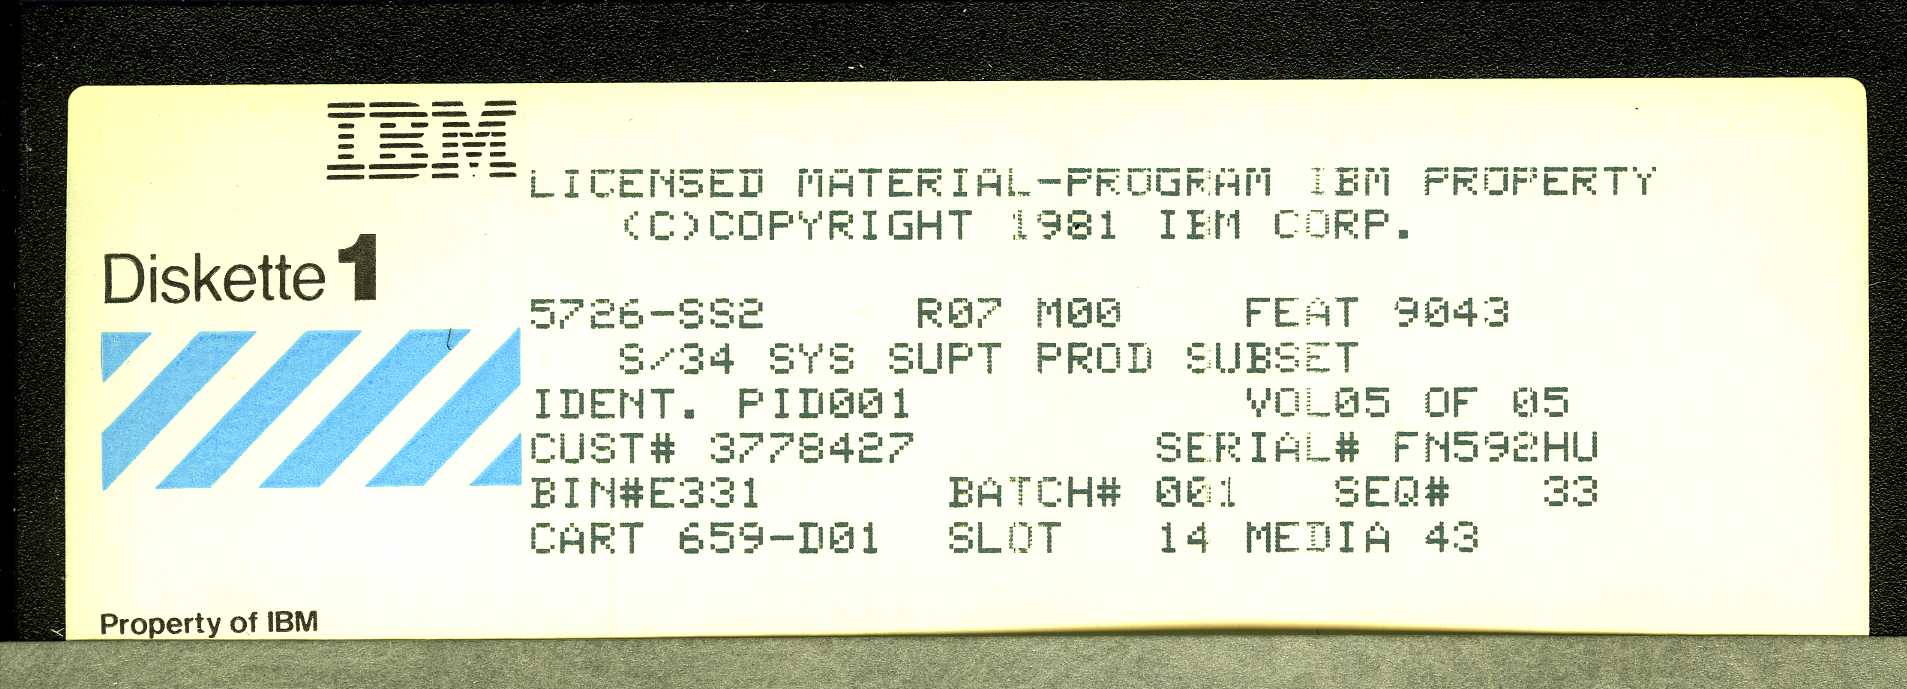 IBM
LICENSED MATERIAL-PROGRAM IBM PROPERTY
(C)COPYRIGHT 1981 IBM CORP.
Diskette 1
5726-SS2 R07 M00 FEAT 9043
S/34 SYS SUPT PROD SUBSET
IDENT. PID001 VOL05 OF 05
CUST# 3778427 SERIAL# FN592HU
BIN#E331 BATCH# 001 SEQ# 33
CART 659-D01 SLOT 14 MEDIA 43
Property of IBM